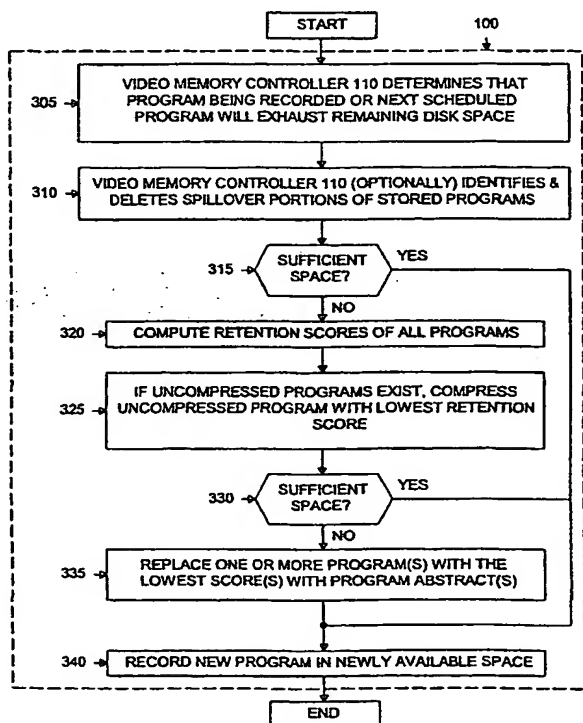 START
100
305
VIDEO MEMORY CONTROLLER 110 DETERMINES THAT
PROGRAM BEING RECORDED OR NEXT SCHEDULED
PROGRAM WILL EXHAUST REMAINING DISK SPACE
310
VIDEO MEMORY CONTROLLER 110 (OPTIONALLY) IDENTIFIES &
DELETES SPILLOVER PORTIONS OF STORED PROGRAMS
315
SUFFICIENT
SPACE?
YES
NO
320
COMPUTE RETENTION SCORES OF ALL PROGRAMS
325
IF UNCOMPRESSED PROGRAMS EXIST, COMPRESS
UNCOMPRESSED PROGRAM WITH LOWEST RETENTION
SCORE
330
SUFFICIENT
SPACE?
YES
NO
335
REPLACE ONE OR MORE PROGRAM(S) WITH THE
LOWEST SCORE(S) WITH PROGRAM ABSTRACT(S)
340
RECORD NEW PROGRAM IN NEWLY AVAILABLE SPACE
END